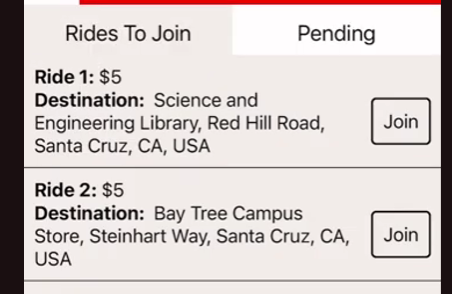 Rides To Join
Pending
Ride 1: $5
Destination: Science and
Engineering Library, Red Hill Road,
Santa Cruz, CA, USA
Join
Ride 2: $5
Destination: Bay Tree Campus
Store, Steinhart Way, Santa Cruz, CA,
USA
Join